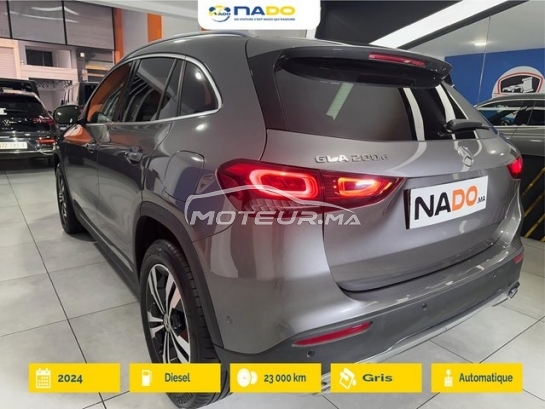 NADO
GLA 200 d
MOTEUR.MA
NADO.MA
2024
Diesel
23 000 km
Gris
Automatique